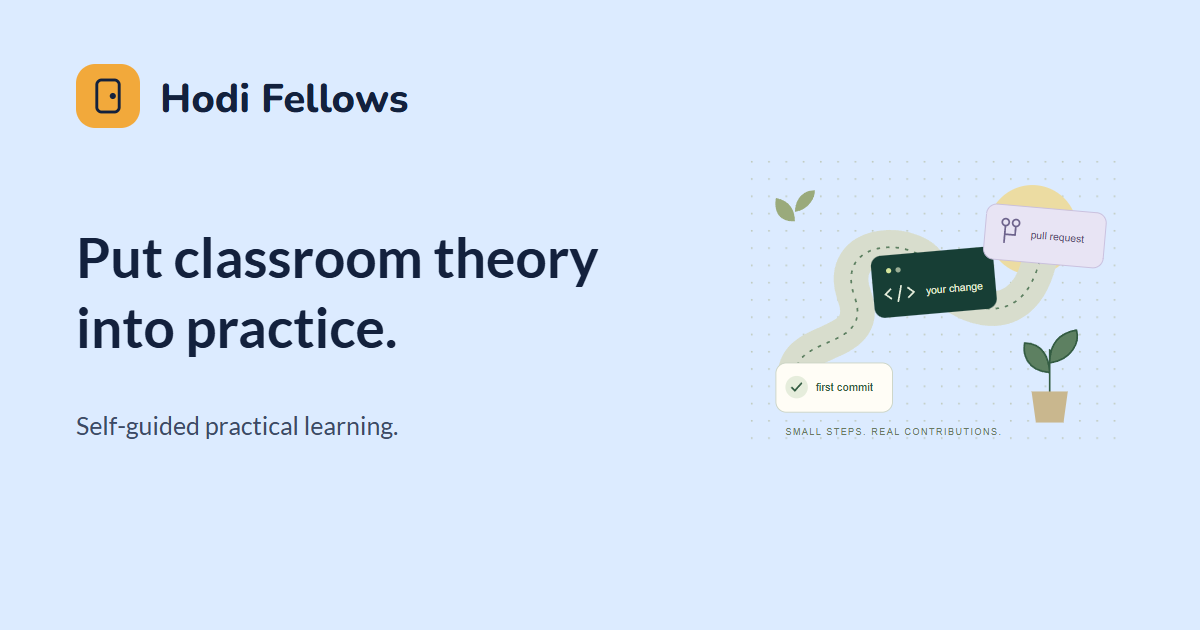 Hodi Fellows
Put classroom theory
into practice.
Self-guided practical learning.
pull request
</> your change
first commit
SMALL STEPS. REAL CONTRIBUTIONS.